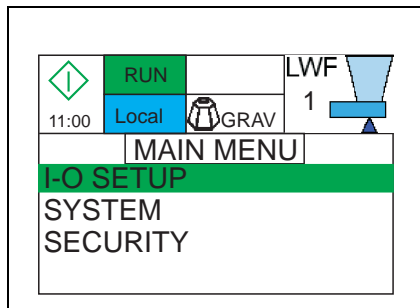 RUN
LWF
11:00
Local
GRAV
1
MAIN MENU
I-O SETUP
SYSTEM
SECURITY